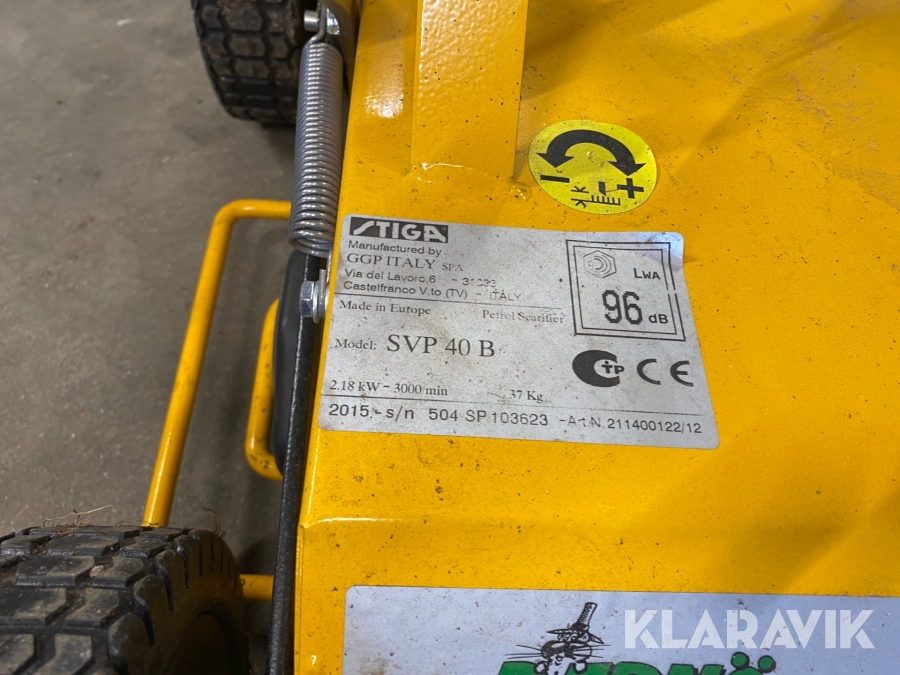 STIGA
Manufactured by
GGP ITALY SPA
Via del Lavoro,6 - 31033
Castelfranco V.to (TV) - ITALY
LWA
96 dB
Made in Europe Petrol Scarifier
Model: SVP 40 B
CE
2.18 kW - 3000 min 37 Kg
2015.- s/n 504 SP 103623 -Art.N. 211400122/12
KLARAVIK